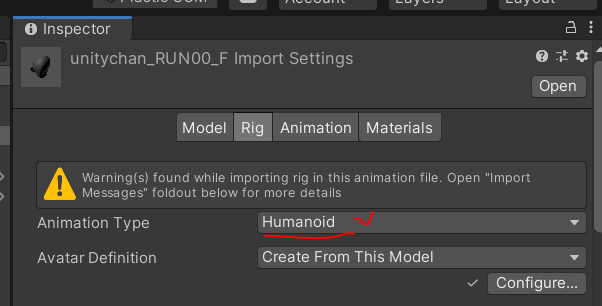 Plastic SCM Account Layers Layout
Inspector
unitychan_RUN00_F Import Settings
Open
Model Rig Animation Materials
Warning(s) found while importing rig in this animation file. Open "Import
Messages" foldout below for more details
Animation Type Humanoid
Avatar Definition Create From This Model
Configure...